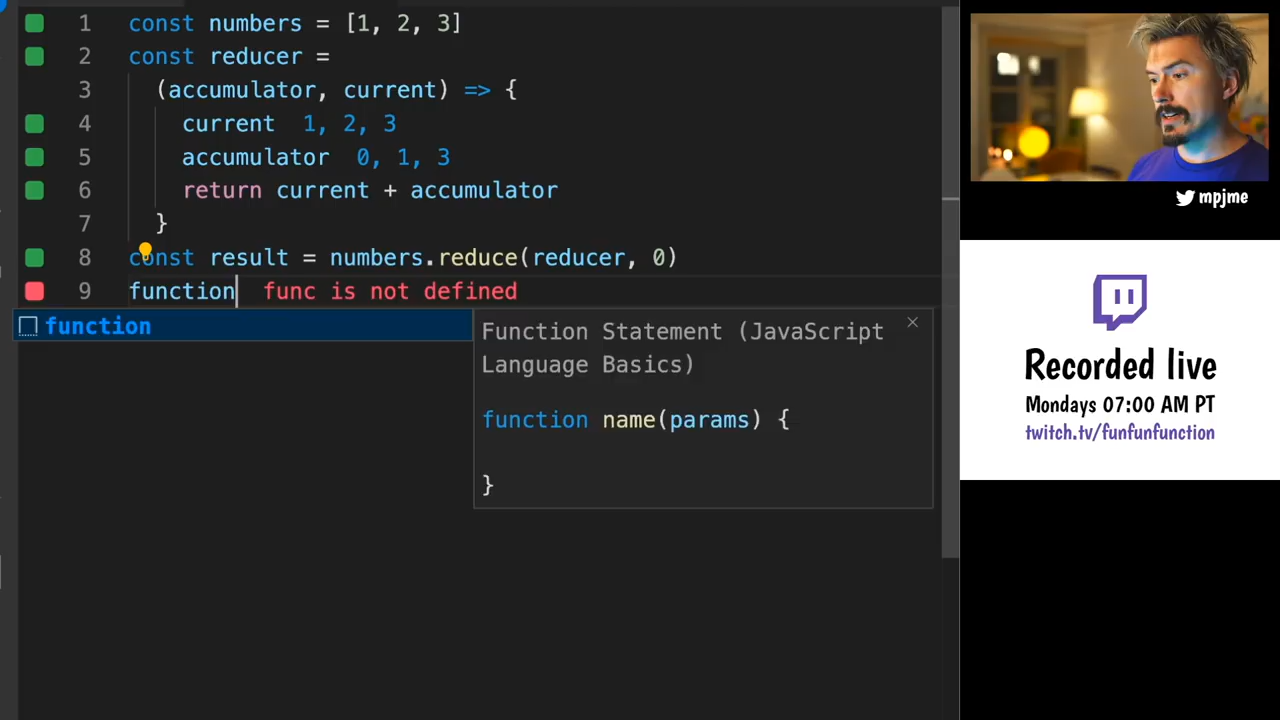 1 const numbers = [1, 2, 3]
2 const reducer =
3 (accumulator, current) => {
4 current 1, 2, 3
5 accumulator 0, 1, 3
6 return current + accumulator
7 }
8 const result = numbers.reduce(reducer, 0)
9 function func is not defined
function
Function Statement (JavaScript
Language Basics)
function name(params) {
}
mpjme
Recorded live
Mondays 07:00 AM PT
twitch.tv/funfunfunction